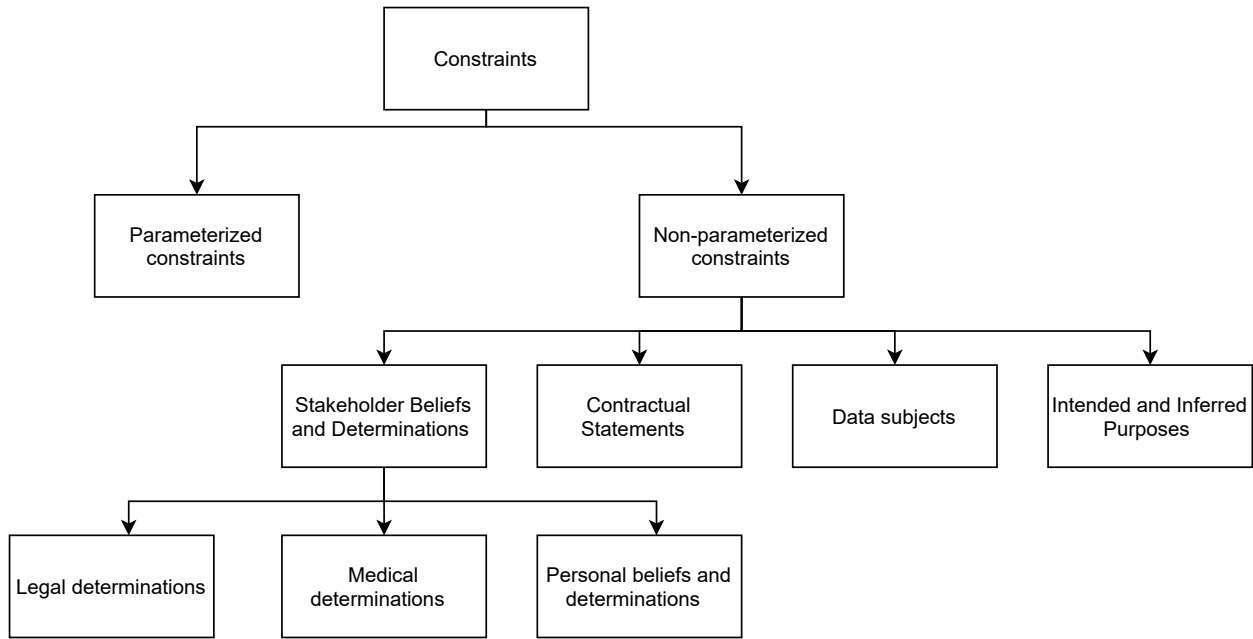 Constraints
Parameterized
constraints
Non-parameterized
constraints
Stakeholder Beliefs
and Determinations
Contractual
Statements
Data subjects
Intended and Inferred
Purposes
Legal determinations
Medical
determinations
Personal beliefs and
determinations